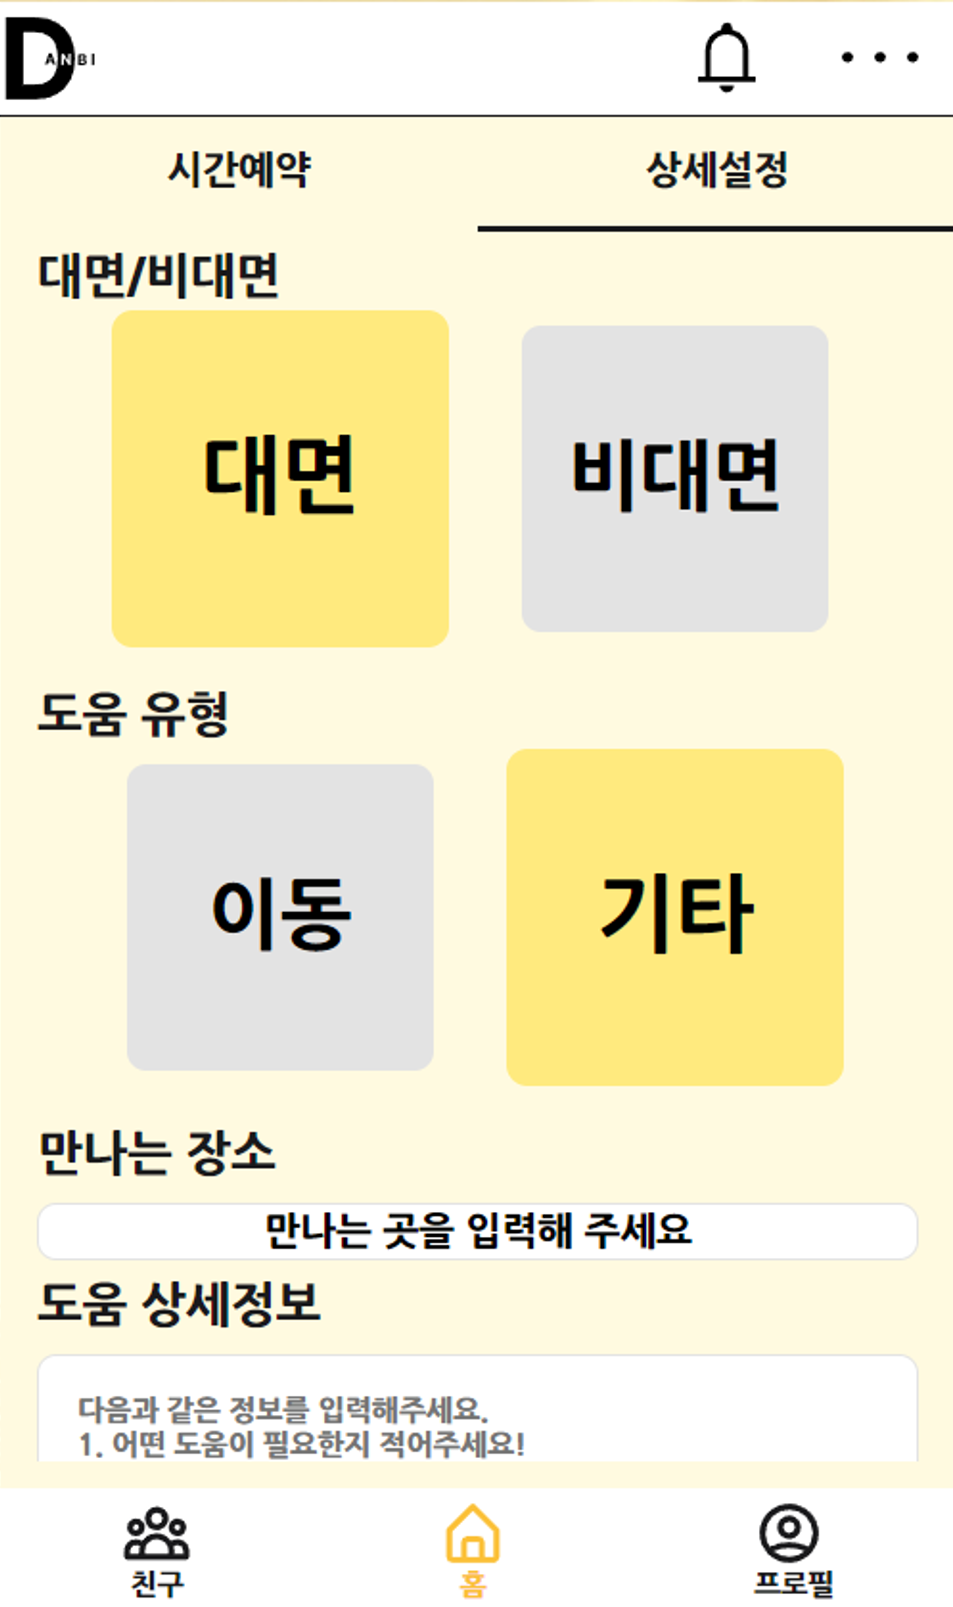 DANBI
시간예약
상세설정
대면/비대면
대면
비대면
도움 유형
이동
기타
만나는 장소
만나는 곳을 입력해 주세요
도움 상세정보
다음과 같은 정보를 입력해주세요.
1. 어떤 도움이 필요한지 적어주세요!
친구
홈
프로필